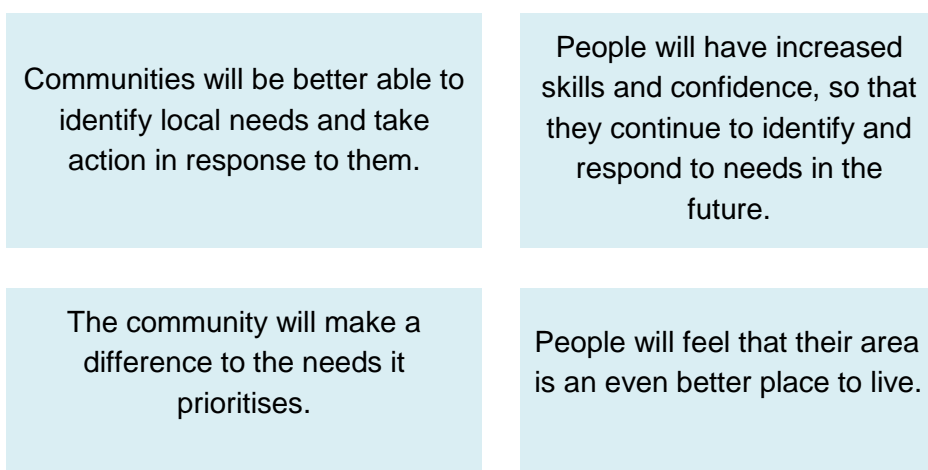 Communities will be better able to
identify local needs and take
action in response to them.
People will have increased
skills and confidence, so that
they continue to identify and
respond to needs in the
future.
The community will make a
difference to the needs it
prioritises.
People will feel that their area
is an even better place to live.